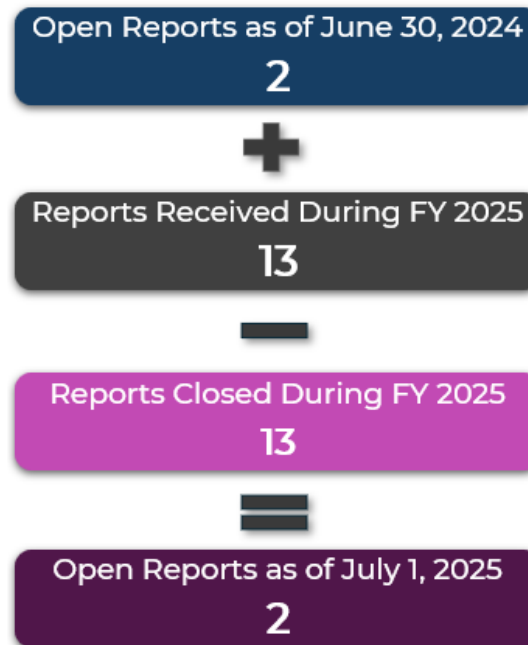 Open Reports as of June 30, 2024
2
Reports Received During FY 2025
13
Reports Closed During FY 2025
13
Open Reports as of July 1, 2025
2